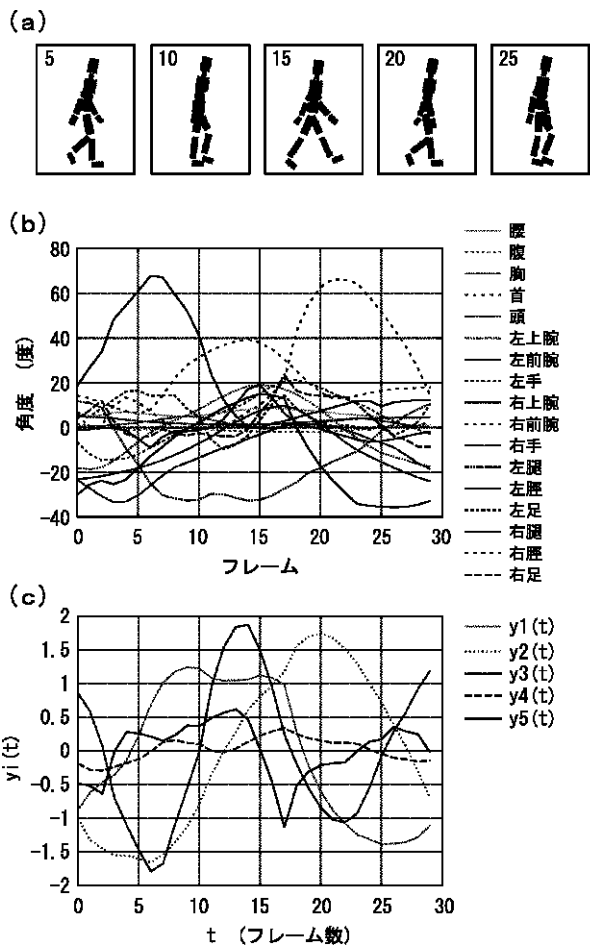 (a)
5 10 15 20 25
(b)
80
60
40
20
0
-20
-40
角度 (度)
0 5 10 15 20 25 30
フレーム
腰
腹
胸
首
頭
左上腕
左前腕
左手
右上腕
右前腕
右手
左腿
左脛
左足
右腿
右脛
右足
(c)
2
1.5
1
0.5
0
-0.5
-1
-1.5
-2
yi(t)
0 5 10 15 20 25 30
t (フレーム数)
y1(t)
y2(t)
y3(t)
y4(t)
y5(t)